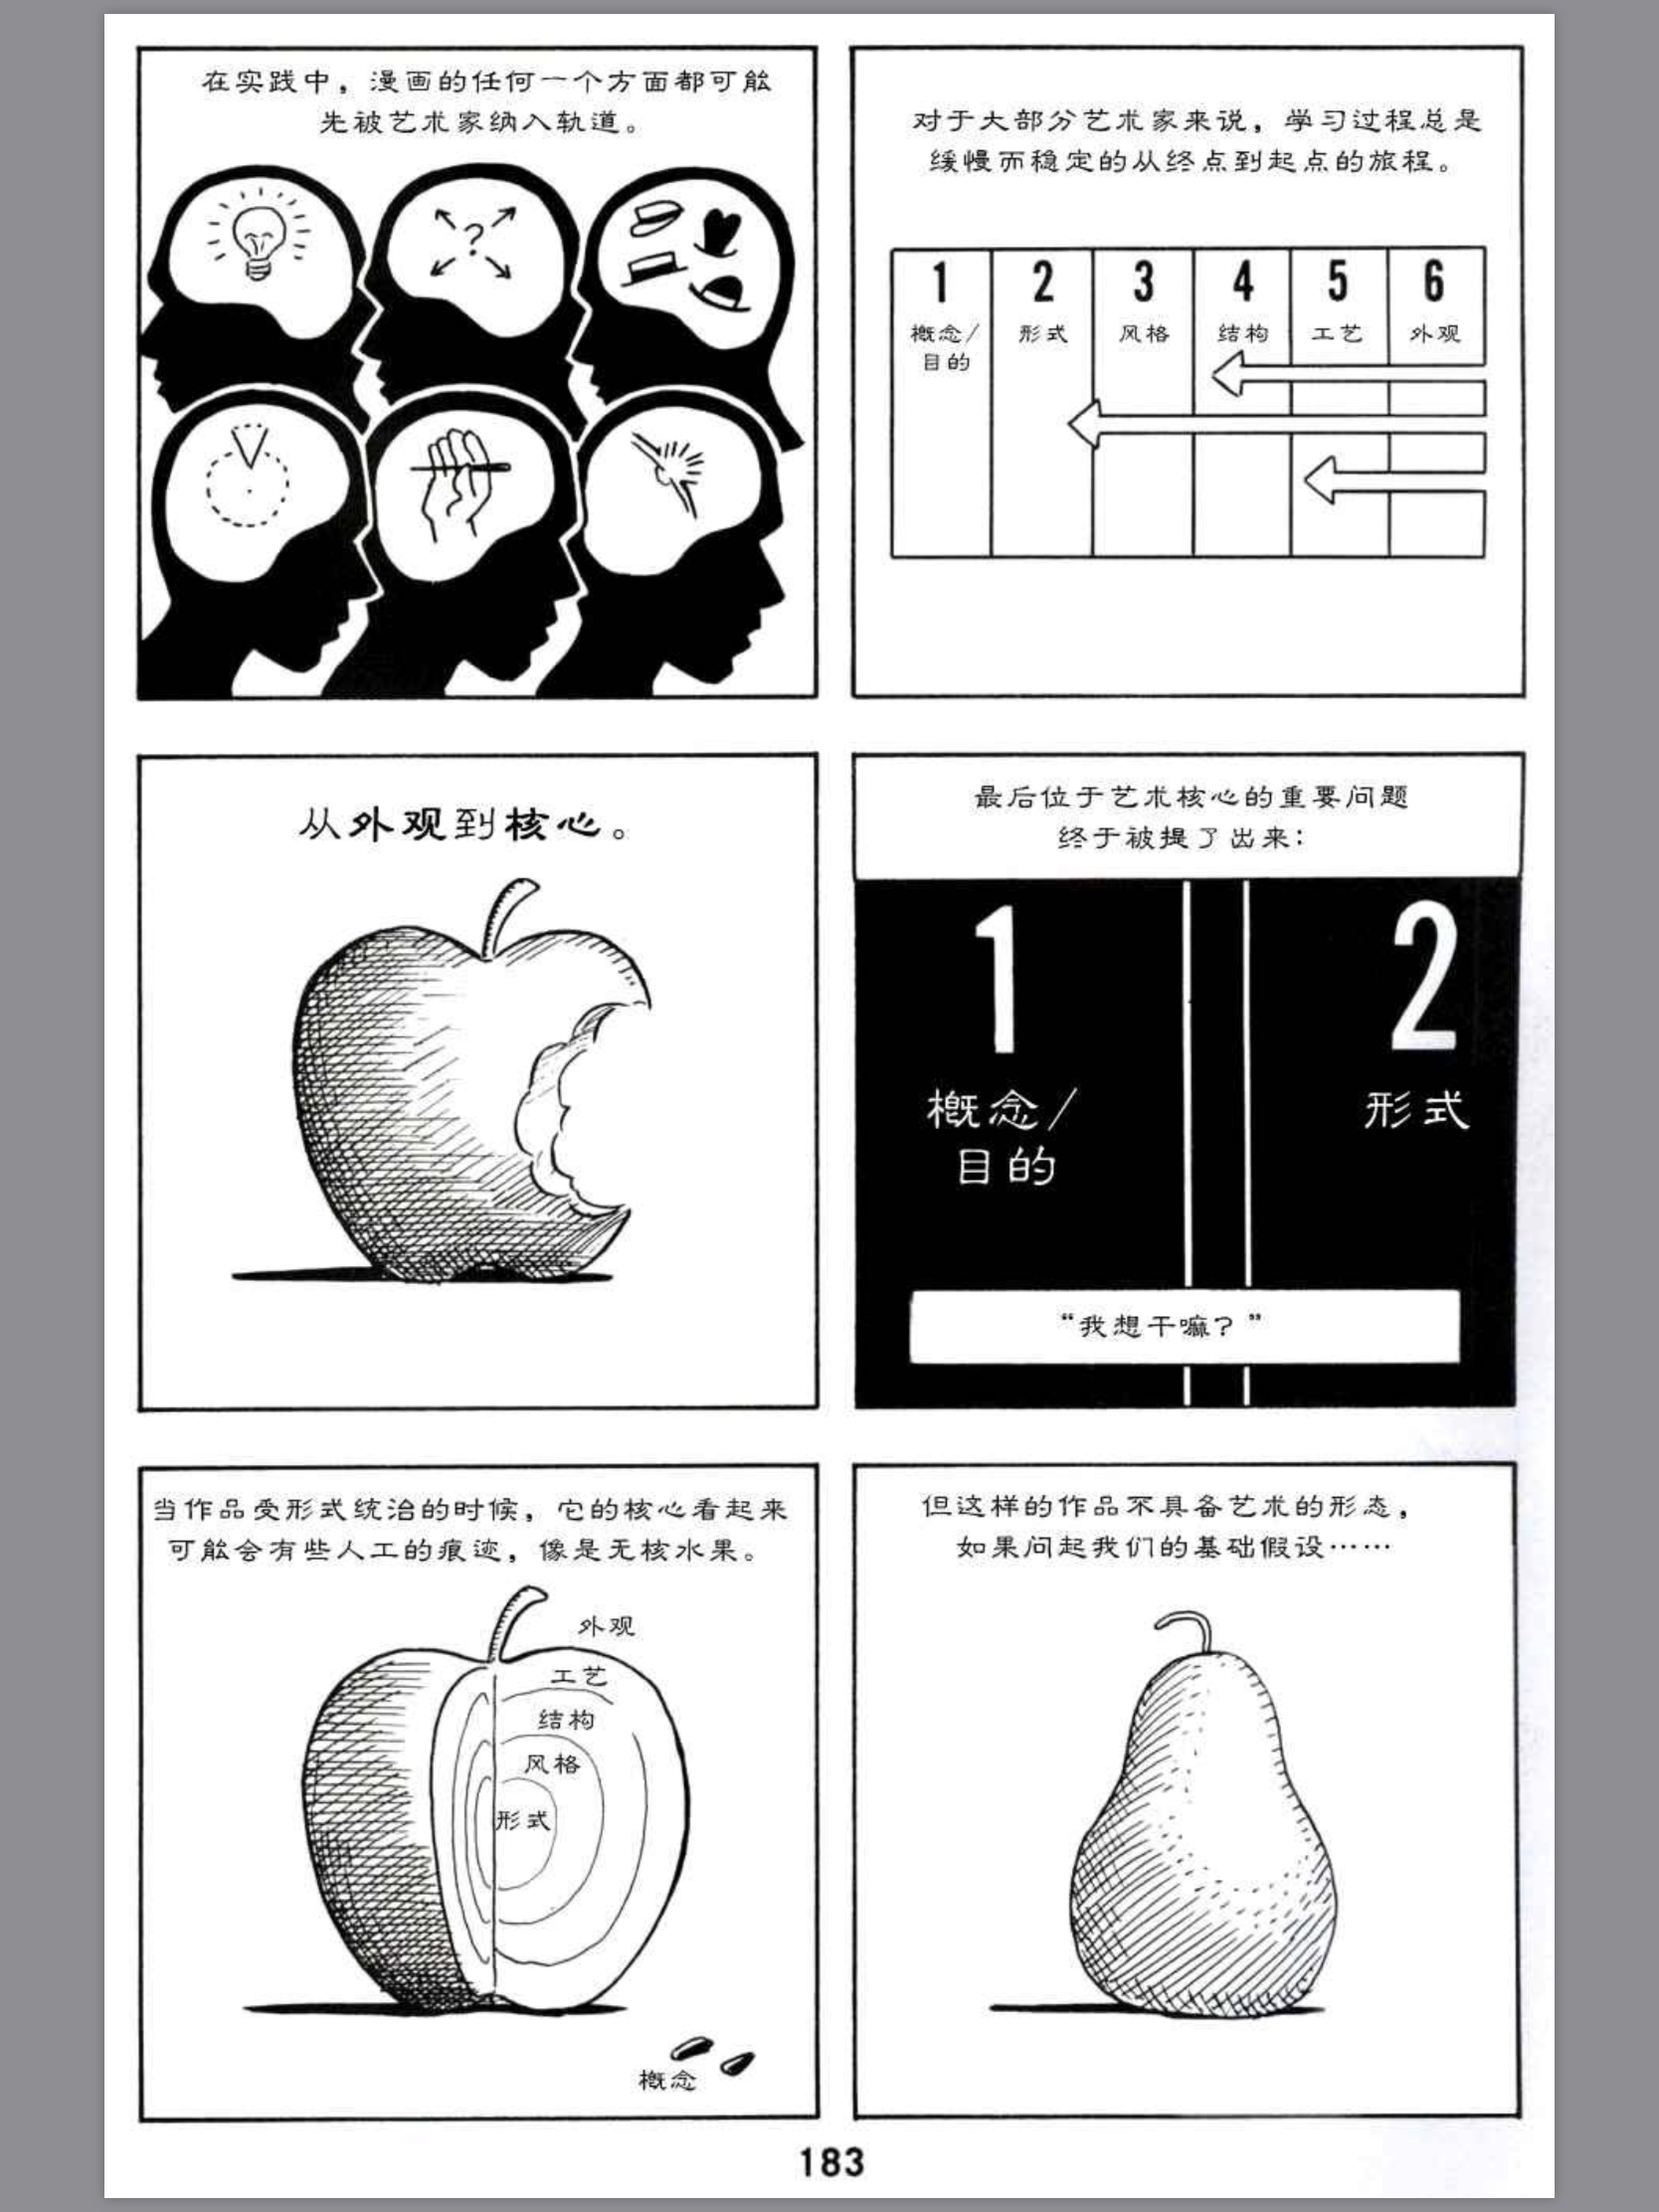 在实践中，漫画的任何一个方面都可能
先被艺术家纳入轨道。
?
对于大部分艺术家来说，学习过程总是
缓慢而稳定的从终点到起点的旅程。
1 2 3 4 5 6
概念/ 形式 风格 结构 工艺 外观
目的
从外观到核心。
最后位于艺术核心的重要问题
终于被提了出来：
1 2
概念/ 形式
目的
“我想干嘛？”
当作品受形式统治的时候，它的核心看起来
可能会有些人工的痕迹，像是无核水果。
外观
工艺
结构
风格
形式
概念
但这样的作品不具备艺术的形态，
如果问起我们的基础假设……
183